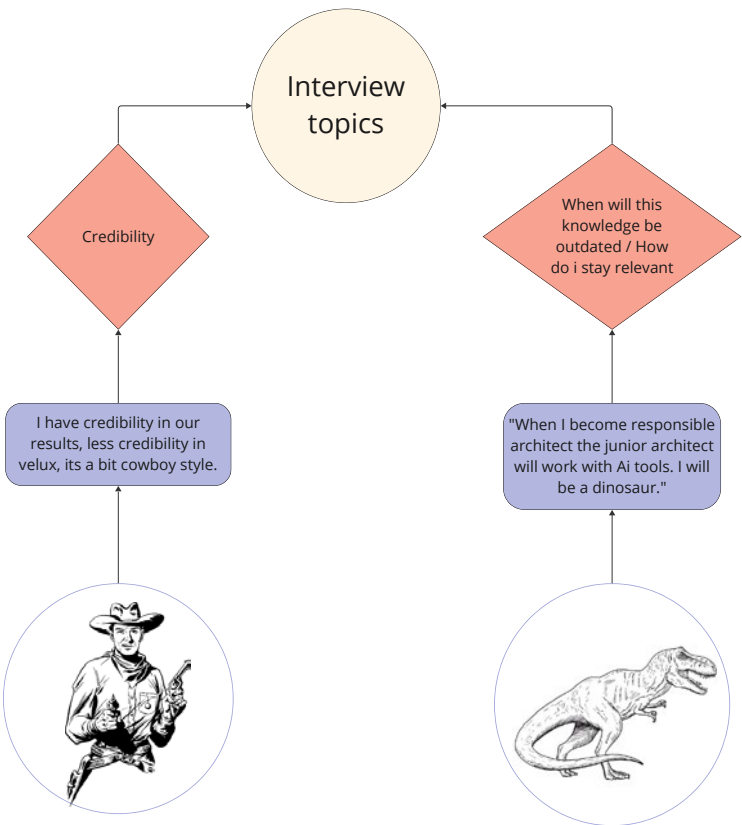 Interview
topics
Credibility
When will this
knowledge be
outdated / How
do i stay relevant
I have credibility in our
results, less credibility in
velux, its a bit cowboy style.
"When I become responsible
architect the junior architect
will work with Ai tools. I will
be a dinosaur."